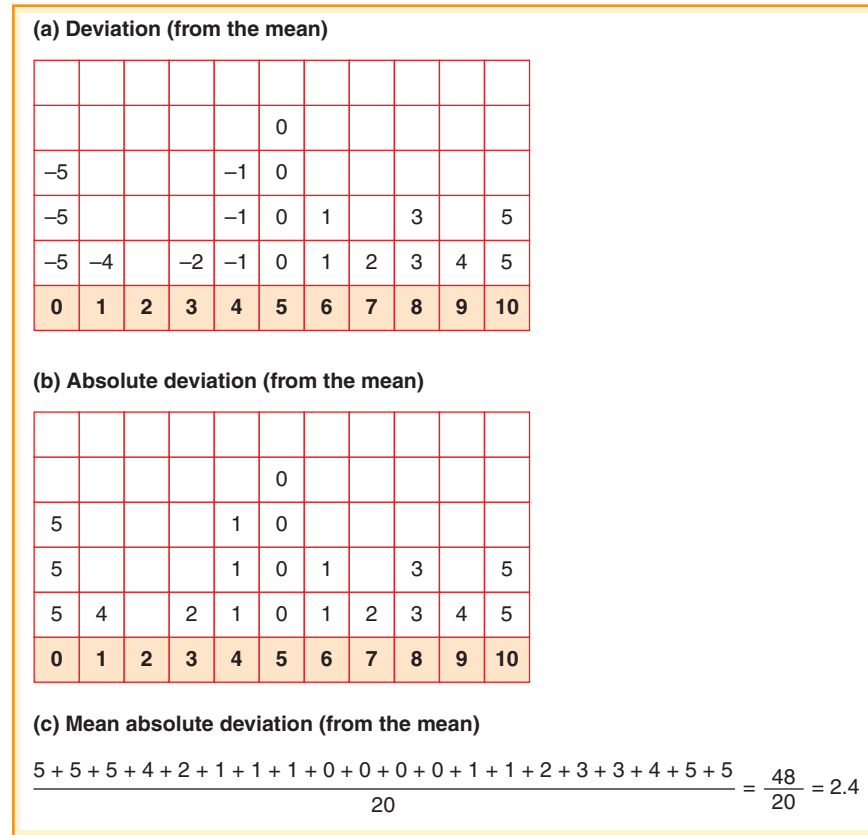 (a) Deviation (from the mean)
0
–5 –1 0
–5 –1 0 1 3 5
–5 –4 –2 –1 0 1 2 3 4 5
0 1 2 3 4 5 6 7 8 9 10
(b) Absolute deviation (from the mean)
0
5 1 0
5 1 0 1 3 5
5 4 2 1 0 1 2 3 4 5
0 1 2 3 4 5 6 7 8 9 10
(c) Mean absolute deviation (from the mean)
5 + 5 + 5 + 4 + 2 + 1 + 1 + 1 + 0 + 0 + 0 + 0 + 1 + 1 + 2 + 3 + 3 + 4 + 5 + 5
20
= 48
20
= 2.4